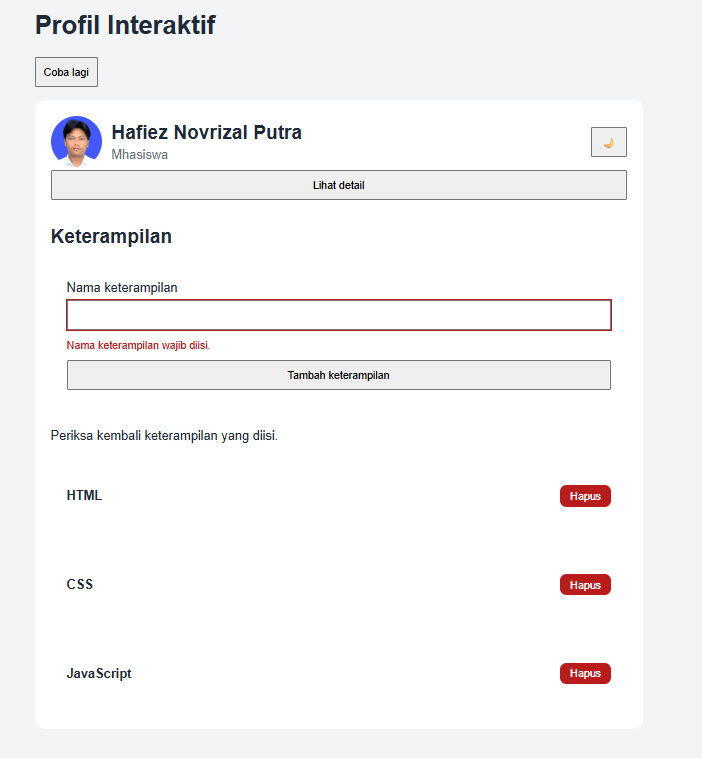 Profil Interaktif
Coba lagi
Hafiez Novrizal Putra
Mhasiswa
🌙
Lihat detail
Keterampilan
Nama keterampilan
Nama keterampilan wajib diisi.
Tambah keterampilan
Periksa kembali keterampilan yang diisi.
HTML
Hapus
CSS
Hapus
JavaScript
Hapus